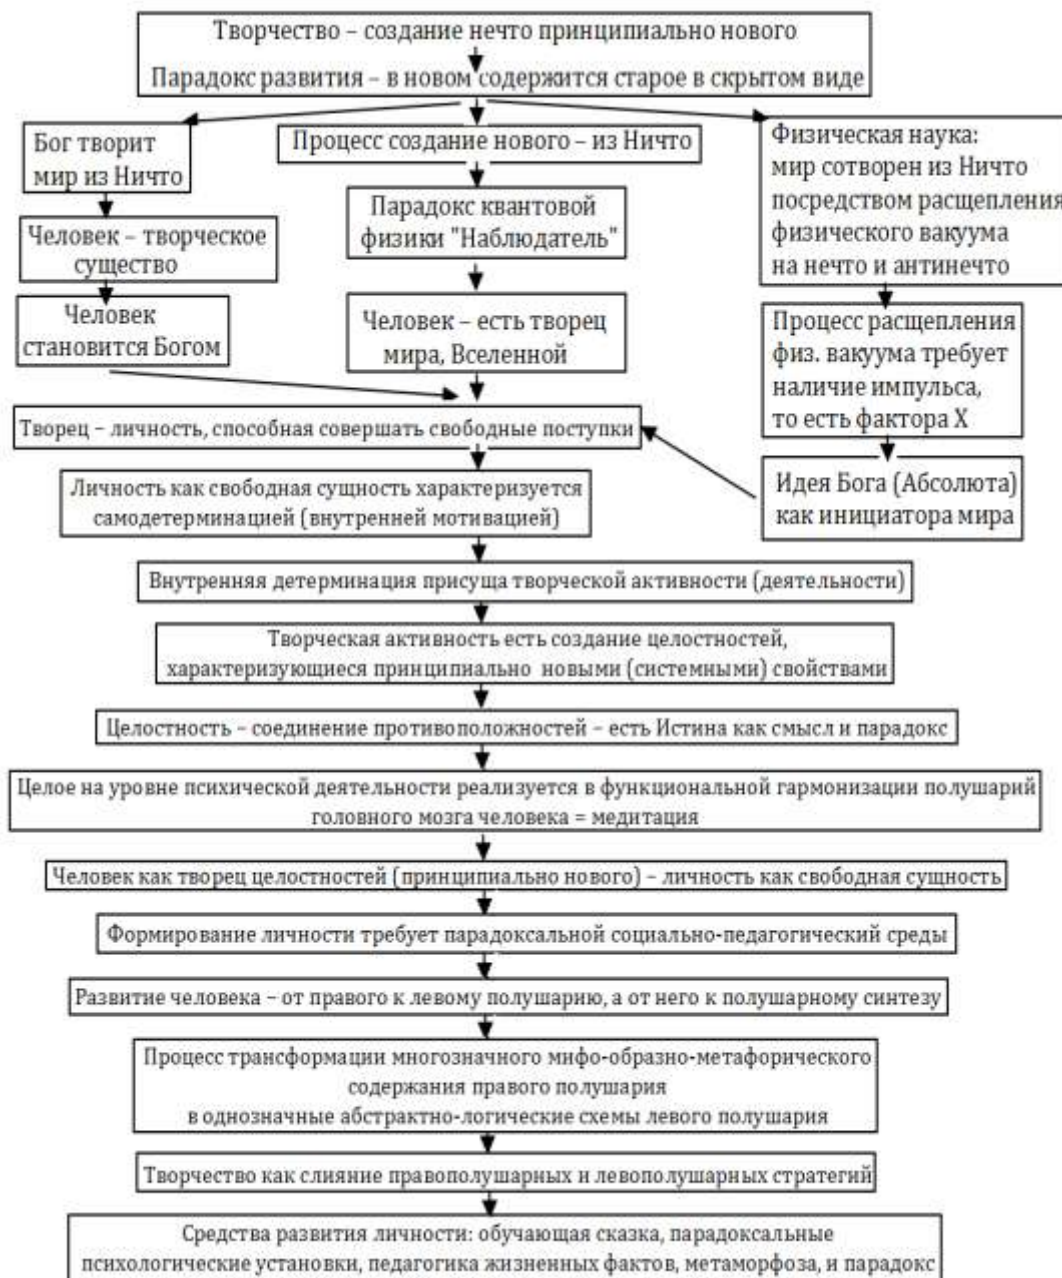 Творчество – создание нечто принципиально нового
Парадокс развития – в новом содержится старое в скрытом виде
Бог творит
мир из Ничто
Процесс создание нового – из Ничто
Физическая наука:
мир сотворен из Ничто
посредством расщепления
физического вакуума
на нечто и антинечто
Человек – творческое
существо
Парадокс квантовой
физики "Наблюдатель"
Человек
становится Богом
Человек – есть творец
мира, Вселенной
Процесс расщепления
физ. вакуума требует
наличие импульса,
то есть фактора X
Творец – личность, способная совершать свободные поступки
Идея Бога (Абсолюта)
как инициатора мира
Личность как свободная сущность характеризуется
самодетерминацией (внутренней мотивацией)
Внутренняя детерминация присуща творческой активности (деятельности)
Творческая активность есть создание целостностей,
характеризующиеся принципиально новыми (системными) свойствами
Целостность – соединение противоположностей – есть Истина как смысл и парадокс
Целое на уровне психической деятельности реализуется в функциональной гармонизации полушарий
головного мозга человека = медитация
Человек как творец целостностей (принципиально нового) – личность как свободная сущность
Формирование личности требует парадоксальной социально-педагогический среды
Развитие человека – от правого к левому полушарию, а от него к полушарному синтезу
Процесс трансформации многозначного мифо-образно-метафорического
содержания правого полушария
в однозначные абстрактно-логические схемы левого полушария
Творчество как слияние правополушарных и левополушарных стратегий
Средства развития личности: обучающая сказка, парадоксальные
психологические установки, педагогика жизненных фактов, метаморфоза, и парадокс